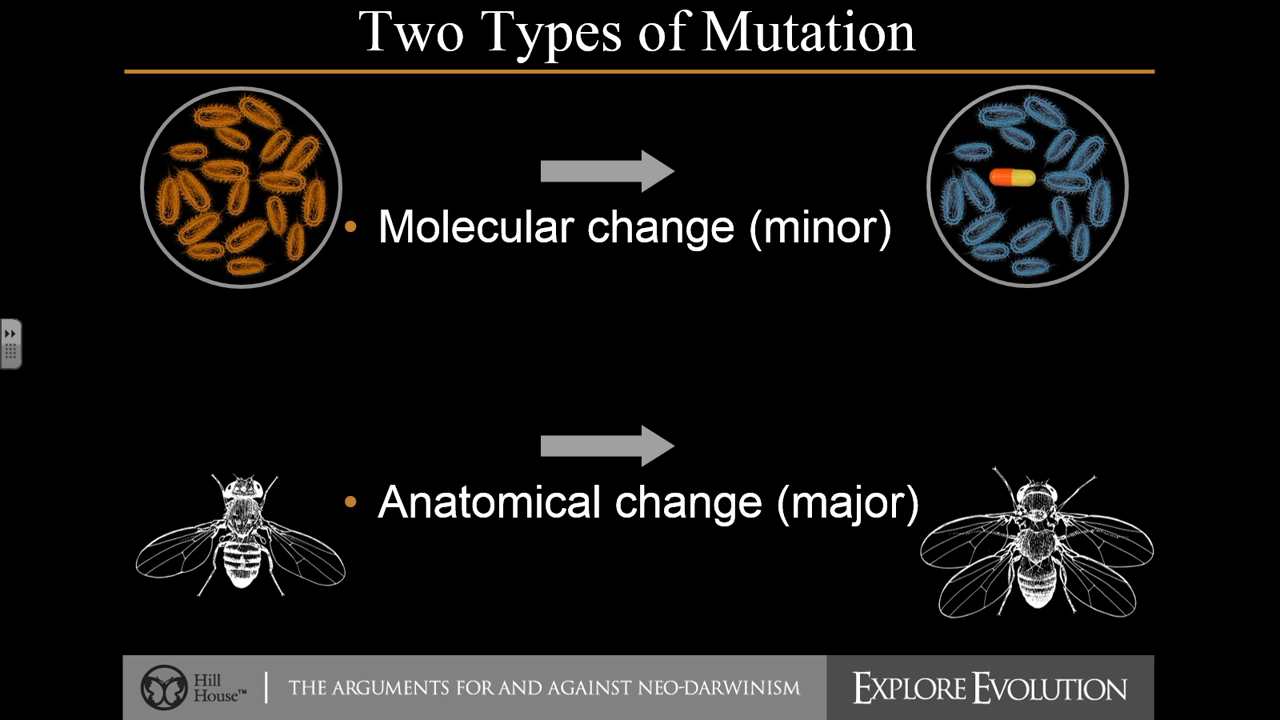 Two Types of Mutation
• Molecular change (minor)
• Anatomical change (major)
Hill
House™
THE ARGUMENTS FOR AND AGAINST NEO-DARWINISM
EXPLORE EVOLUTION